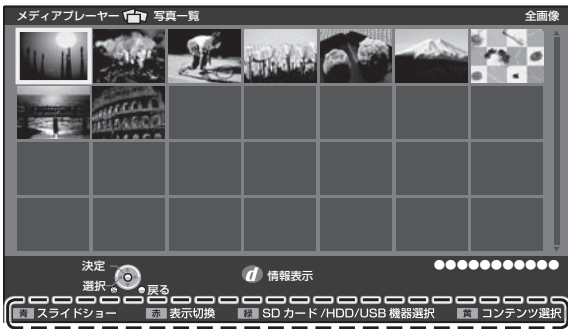 メディアプレーヤー 写真一覧 全画像
決定
選択
戻る
d 情報表示
青 スライドショー 赤 表示切換 緑 SD カード /HDD/USB 機器選択 黄 コンテンツ選択